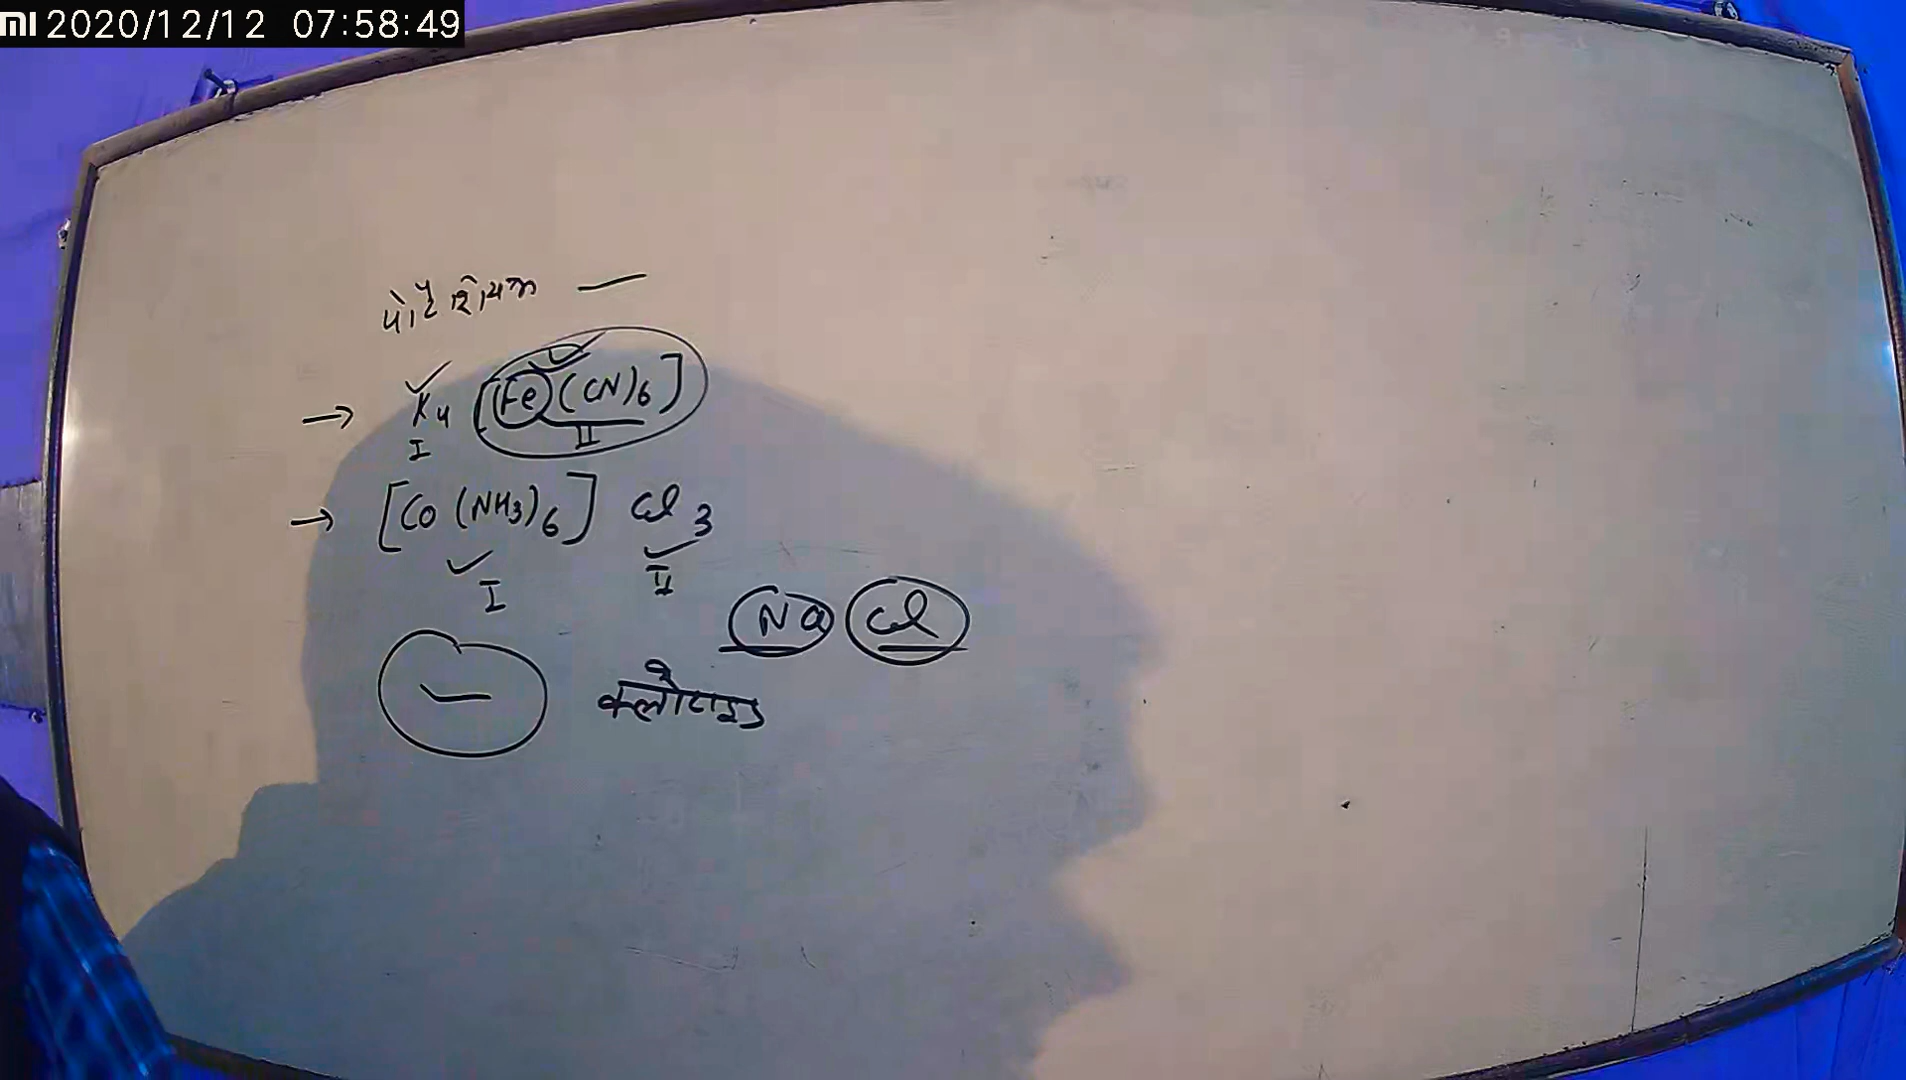 MI 2020/12/12 07:58:49
पोटेशियम —
→ K4 [Fe(CN)6]
I II
→ [Co(NH3)6] Cl3
I II
Na Cl
क्लोराइड